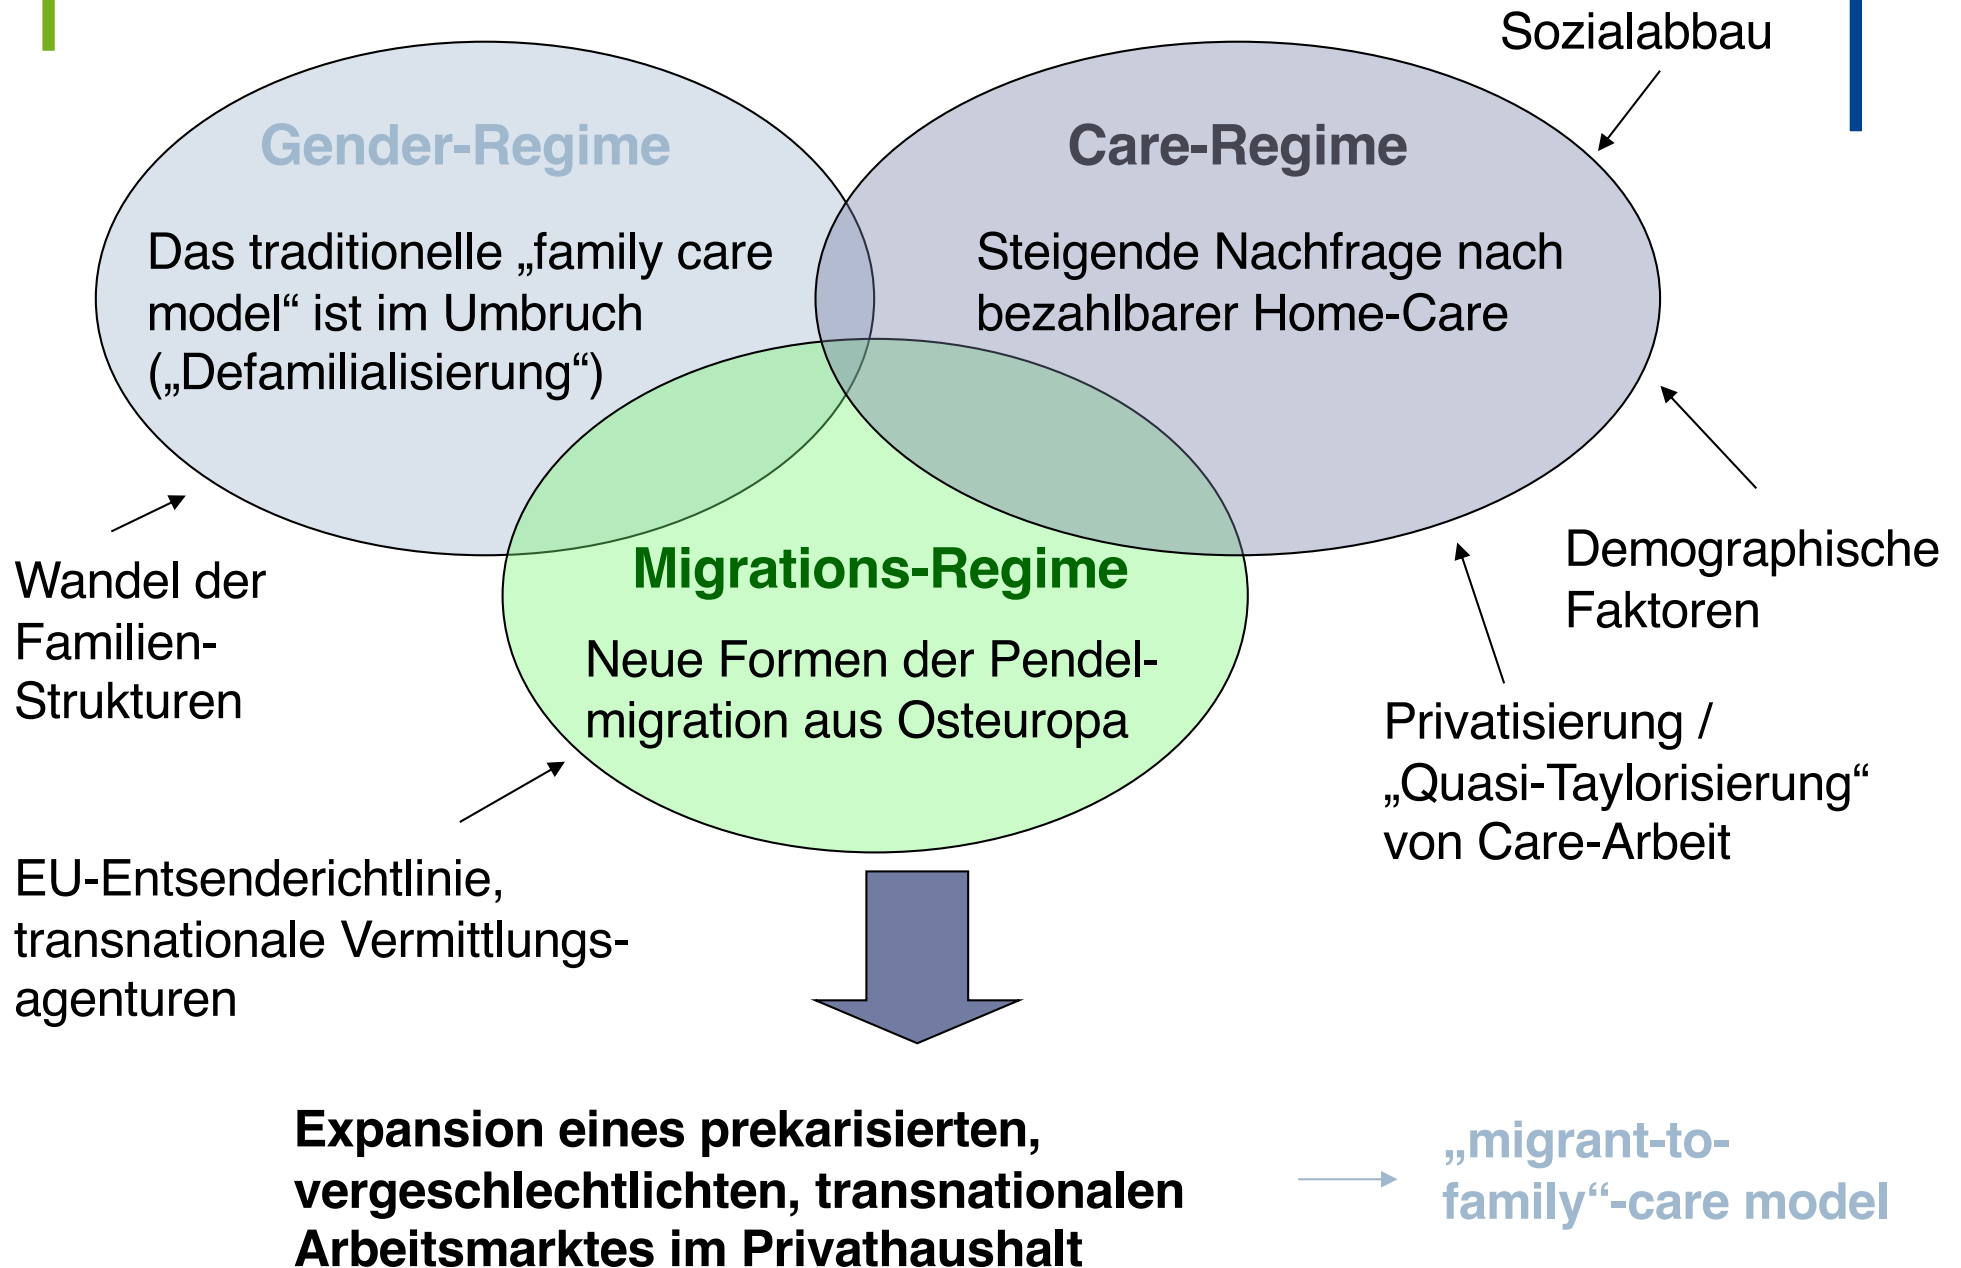 Sozialabbau
Gender-Regime
Das traditionelle „family care
model“ ist im Umbruch
(„Defamilialisierung“)
Care-Regime
Steigende Nachfrage nach
bezahlbarer Home-Care
Migrations-Regime
Neue Formen der Pendel-
migration aus Osteuropa
Wandel der
Familien-
Strukturen
Demographische
Faktoren
Privatisierung /
„Quasi-Taylorisierung“
von Care-Arbeit
EU-Entsenderichtlinie,
transnationale Vermittlungs-
agenturen
Expansion eines prekarisierten,
vergeschlechtlichten, transnationalen
Arbeitsmarktes im Privathaushalt
„migrant-to-
family“-care model